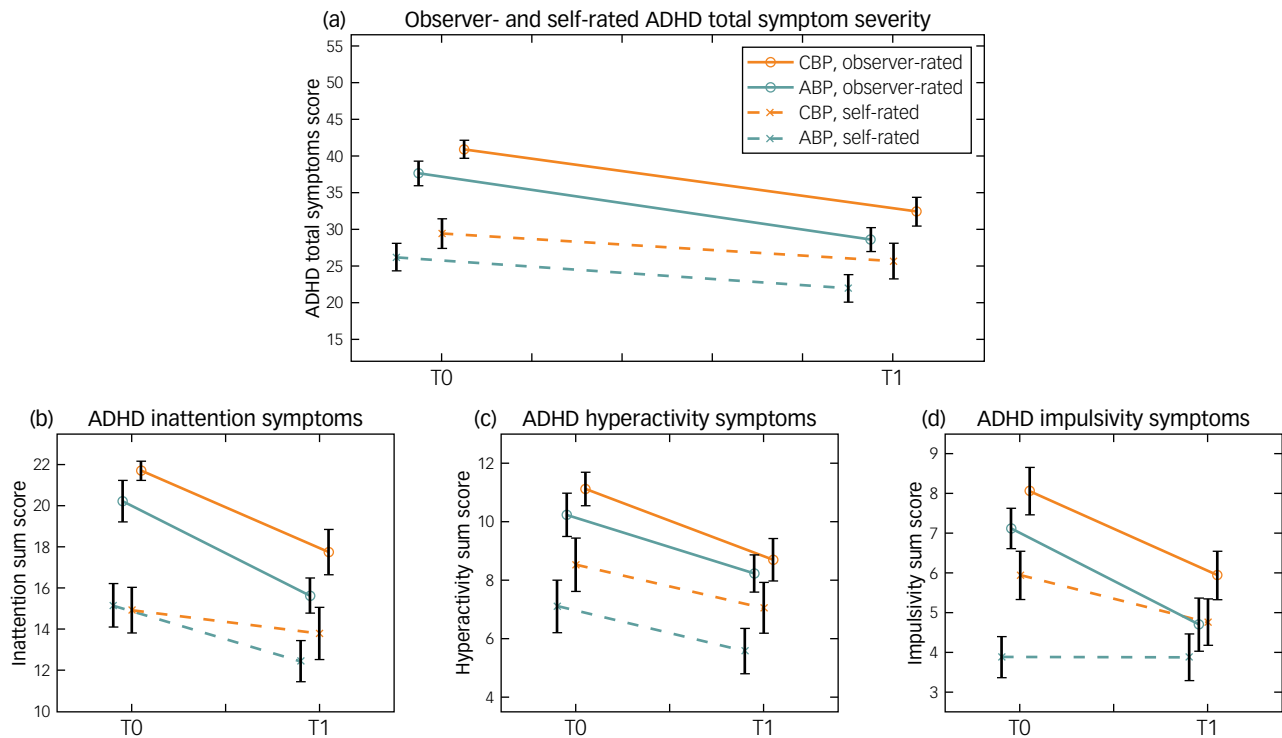 (a) Observer- and self-rated ADHD total symptom severity
55
50
45
40
35
30
25
20
15
ADHD total symptoms score
CBP, observer-rated
ABP, observer-rated
CBP, self-rated
ABP, self-rated
T0 T1
(b) ADHD inattention symptoms
22
20
18
16
14
12
10
Inattention sum score
T0 T1
(c) ADHD hyperactivity symptoms
12
10
8
6
4
Hyperactivity sum score
T0 T1
(d) ADHD impulsivity symptoms
9
8
7
6
5
4
3
Impulsivity sum score
T0 T1